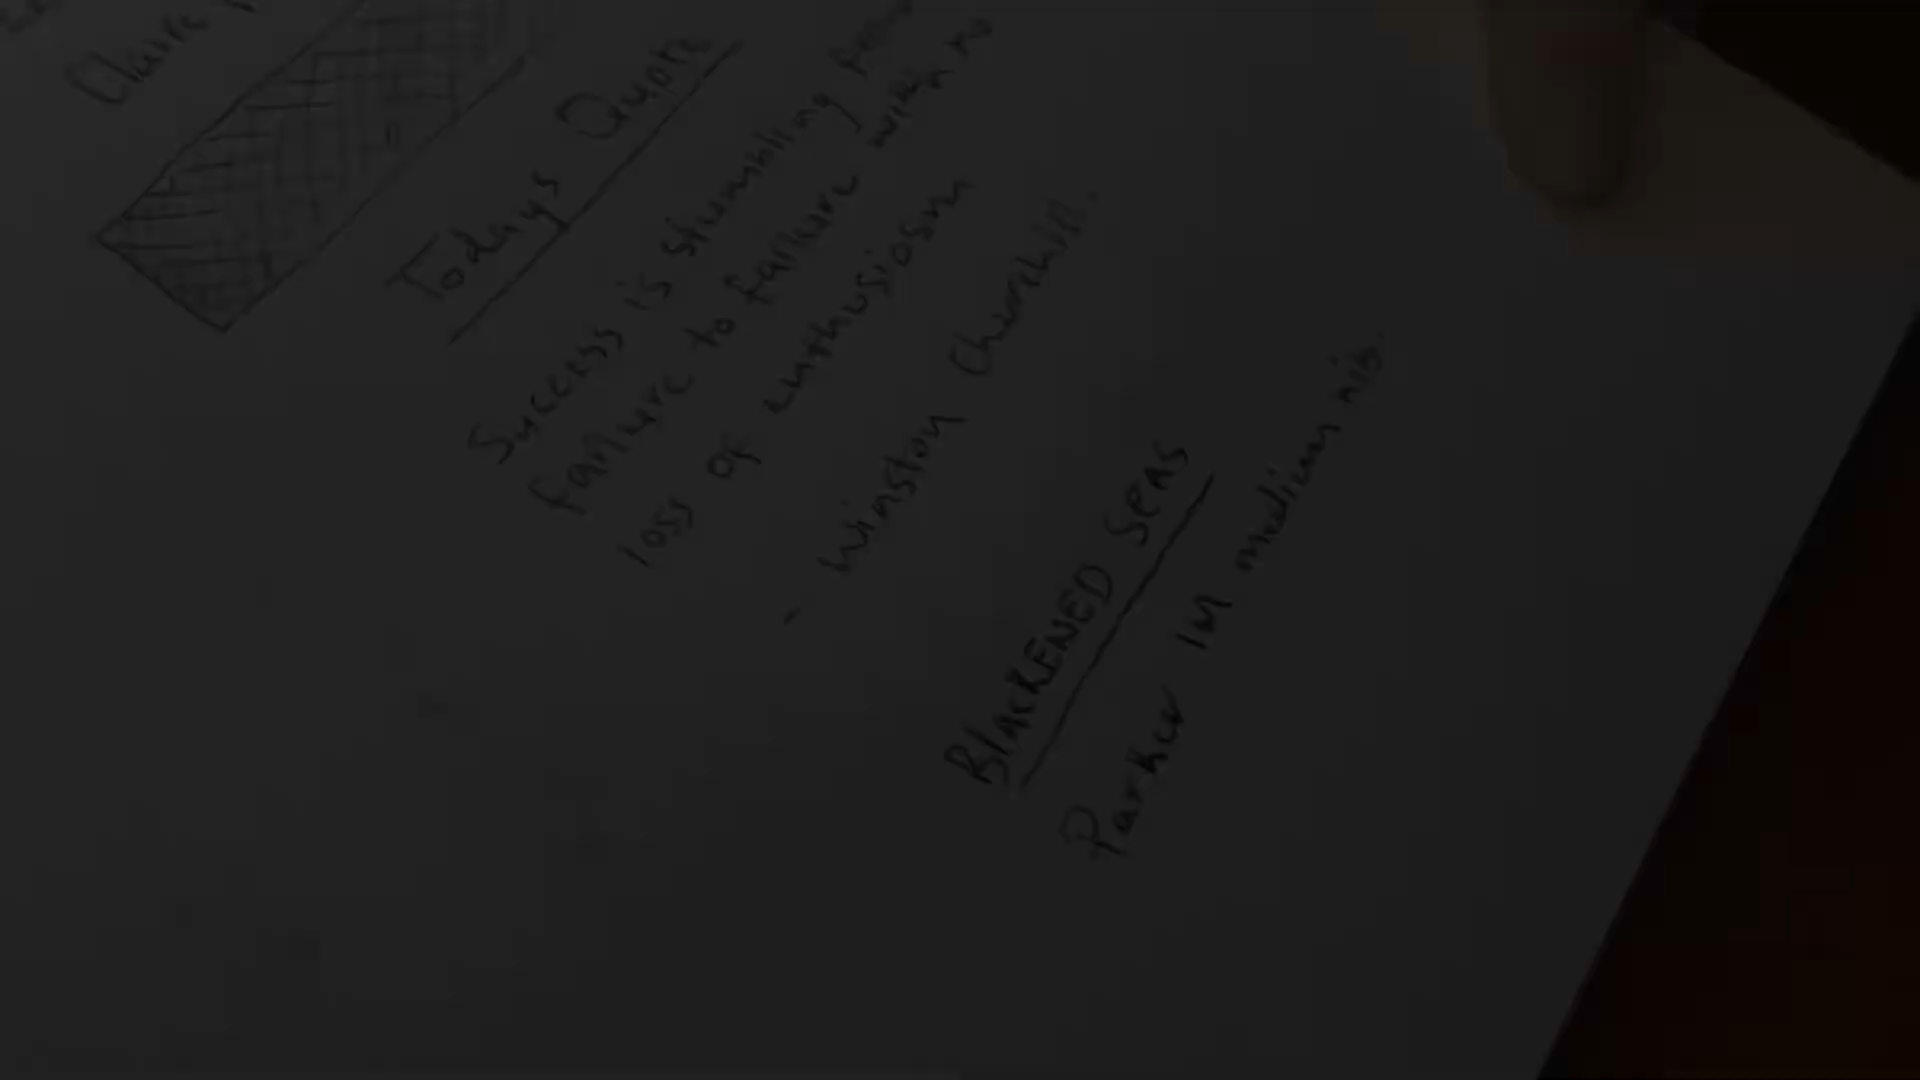 Claire
Todays Quote
Success is stumbling
failure to failure with no
loss of enthusiasm
- Winston Churchill.
BlacKENED SEAS
Parker IM medium nib.